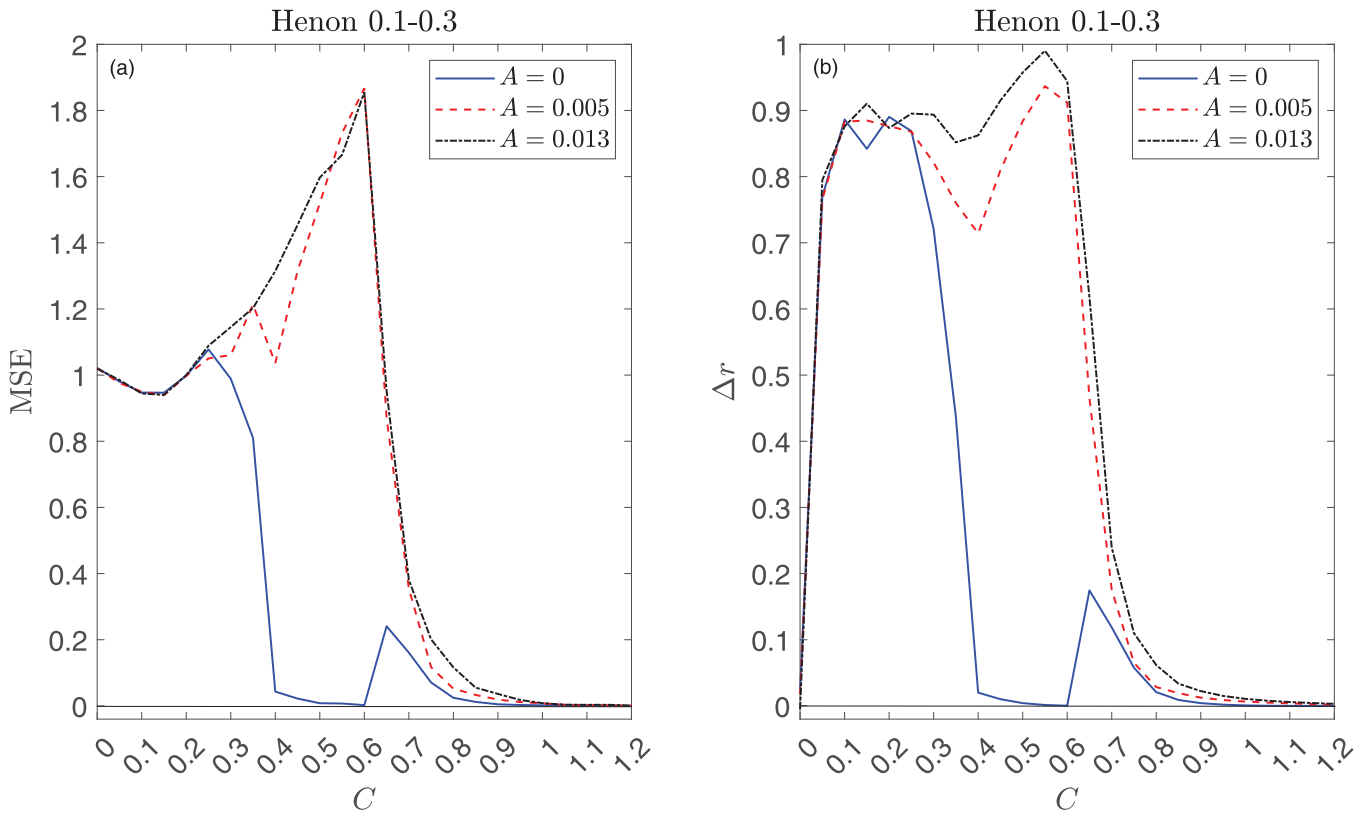 Henon 0.1-0.3
(a)
A = 0
A = 0.005
A = 0.013
MSE
2
1.8
1.6
1.4
1.2
1
0.8
0.6
0.4
0.2
0
0 0.1 0.2 0.3 0.4 0.5 0.6 0.7 0.8 0.9 1 1.1 1.2
C
Henon 0.1-0.3
(b)
A = 0
A = 0.005
A = 0.013
Δr
1
0.9
0.8
0.7
0.6
0.5
0.4
0.3
0.2
0.1
0
0 0.1 0.2 0.3 0.4 0.5 0.6 0.7 0.8 0.9 1 1.1 1.2
C